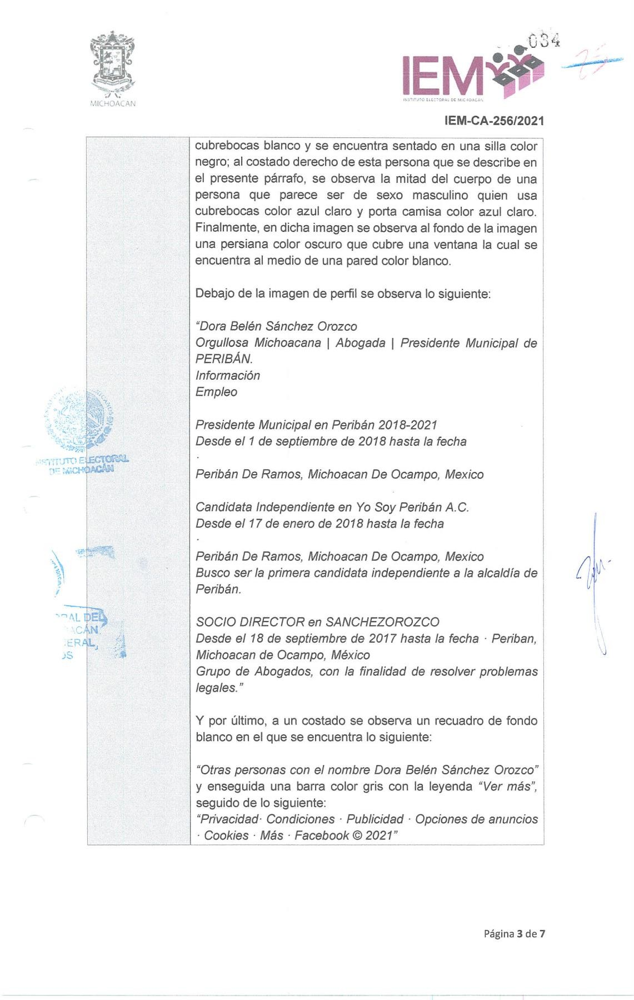 034
MICHOACAN
IEM
INSTITUTO ELECTORAL DE MICHOACÁN
IEM-CA-256/2021
cubrebocas blanco y se encuentra sentado en una silla color
negro; al costado derecho de esta persona que se describe en
el presente párrafo, se observa la mitad del cuerpo de una
persona que parece ser de sexo masculino quien usa
cubrebocas color azul claro y porta camisa color azul claro.
Finalmente, en dicha imagen se observa al fondo de la imagen
una persiana color oscuro que cubre una ventana la cual se
encuentra al medio de una pared color blanco.
Debajo de la imagen de perfil se observa lo siguiente:
“Dora Belén Sánchez Orozco
Orgullosa Michoacana | Abogada | Presidente Municipal de
PERIBÁN.
Información
Empleo
Presidente Municipal en Peribán 2018-2021
Desde el 1 de septiembre de 2018 hasta la fecha
·
Peribán De Ramos, Michoacan De Ocampo, Mexico
Candidata Independiente en Yo Soy Peribán A.C.
Desde el 17 de enero de 2018 hasta la fecha
·
Peribán De Ramos, Michoacan De Ocampo, Mexico
Busco ser la primera candidata independiente a la alcaldía de
Peribán.
SOCIO DIRECTOR en SANCHEZOROZCO
Desde el 18 de septiembre de 2017 hasta la fecha · Periban,
Michoacan de Ocampo, México
Grupo de Abogados, con la finalidad de resolver problemas
legales.”
Y por último, a un costado se observa un recuadro de fondo
blanco en el que se encuentra lo siguiente:
“Otras personas con el nombre Dora Belén Sánchez Orozco”
y enseguida una barra color gris con la leyenda “Ver más”,
seguido de lo siguiente:
“Privacidad· Condiciones · Publicidad · Opciones de anuncios
· Cookies · Más · Facebook © 2021”
INSTITUTO ELECTORAL
DE MICHOACÁN
RAL DEL
ACÁN
ERAL,
OS
Página 3 de 7